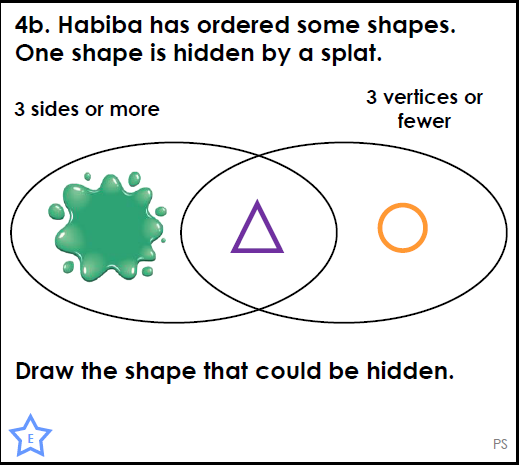 4b. Habiba has ordered some shapes.
One shape is hidden by a splat.
3 sides or more
3 vertices or
fewer
Draw the shape that could be hidden.
E
PS